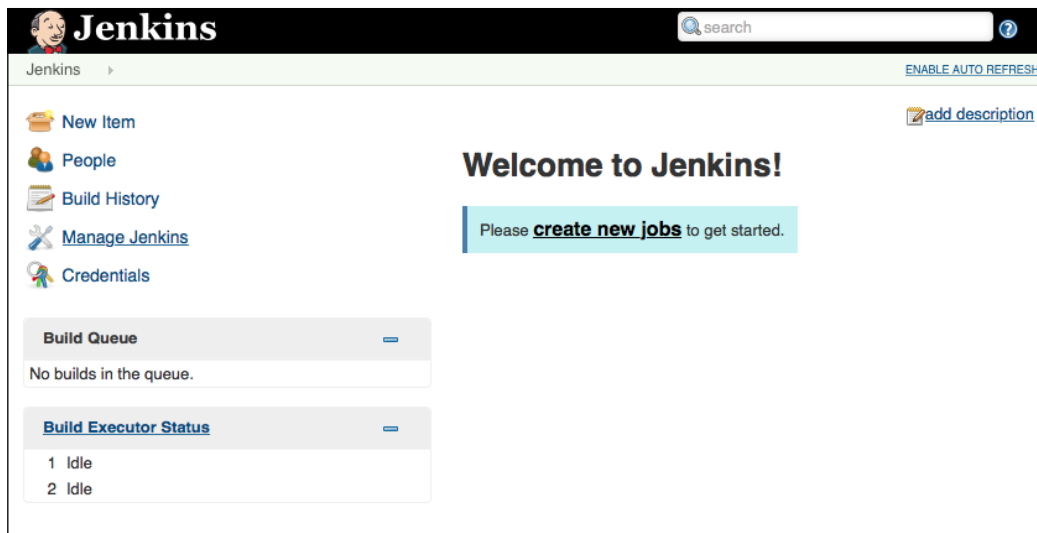 Jenkins
search
Jenkins
ENABLE AUTO REFRESH
New Item
People
Build History
Manage Jenkins
Credentials
add description
Welcome to Jenkins!
Please create new jobs to get started.
Build Queue
No builds in the queue.
Build Executor Status
1 Idle
2 Idle